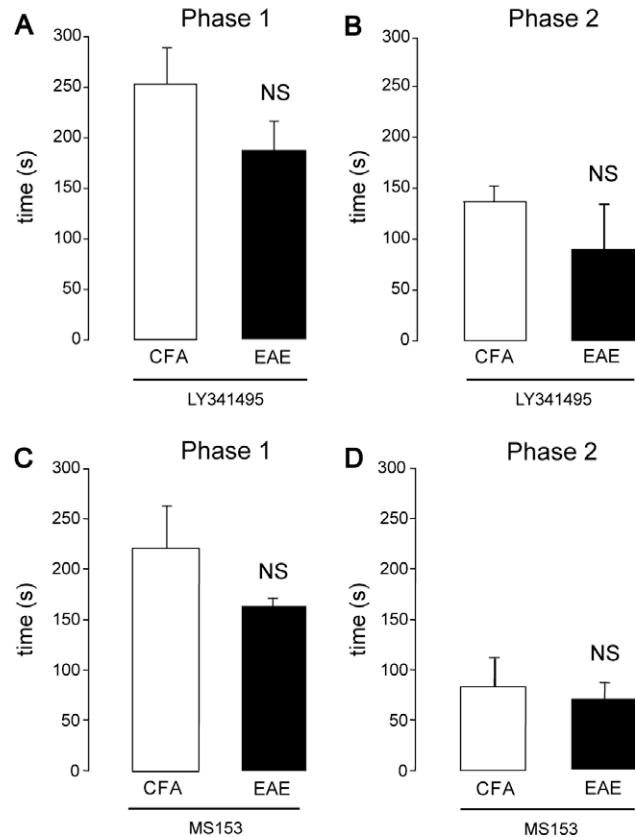 A
Phase 1
300
250
200
150
100
50
0
time (s)
NS
CFA
EAE
LY341495
B
Phase 2
300
250
200
150
100
50
0
time (s)
NS
CFA
EAE
LY341495
C
Phase 1
300
250
200
150
100
50
0
time (s)
NS
CFA
EAE
MS153
D
Phase 2
300
250
200
150
100
50
0
time (s)
NS
CFA
EAE
MS153